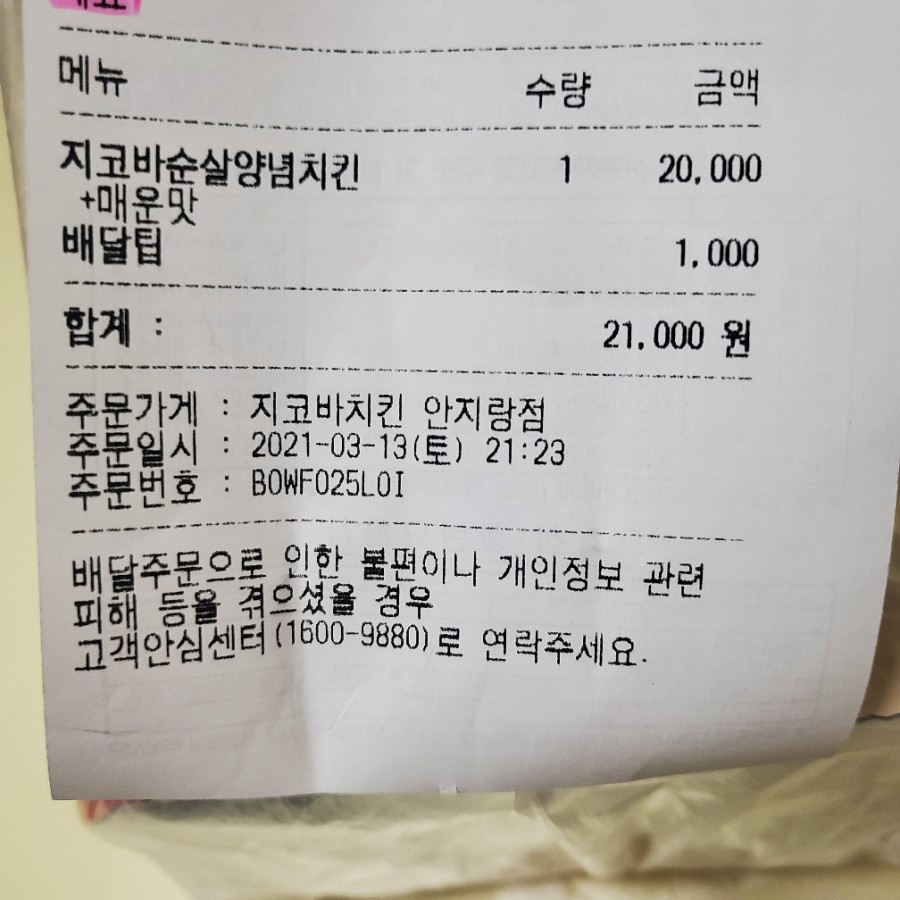 메뉴 수량 금액
지코바순살양념치킨 1 20,000
+매운맛
배달팁 1,000
합계 : 21,000 원
주문가게 : 지코바치킨 안지랑점
주문일시 : 2021-03-13(토) 21:23
주문번호 : B0WF025L0I
배달주문으로 인한 불편이나 개인정보 관련
피해 등을 겪으셨을 경우
고객안심센터(1600-9880)로 연락주세요.